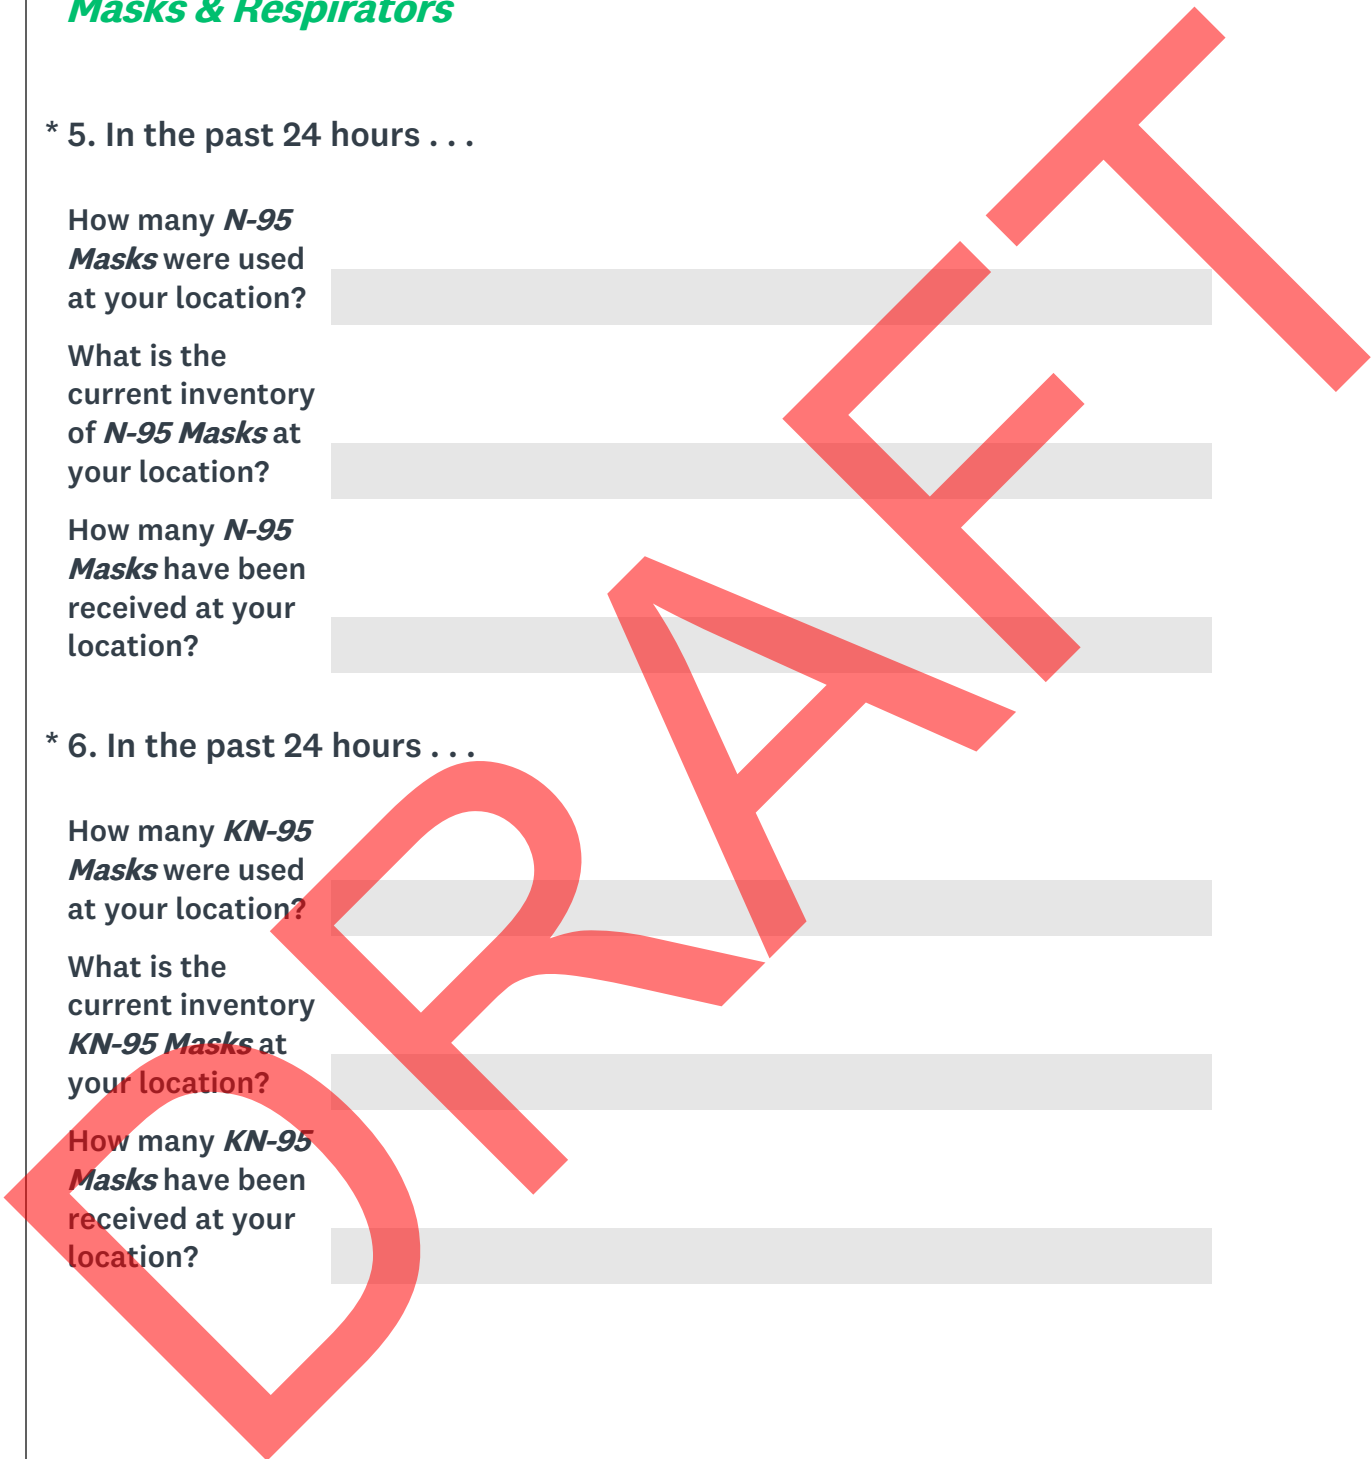 Masks & Respirators
* 5. In the past 24 hours . . .
How many N-95
Masks were used
at your location?
What is the
current inventory
of N-95 Masks at
your location?
How many N-95
Masks have been
received at your
location?
* 6. In the past 24 hours . . .
How many KN-95
Masks were used
at your location?
What is the
current inventory
KN-95 Masks at
your location?
How many KN-95
Masks have been
received at your
location?
DRAFT